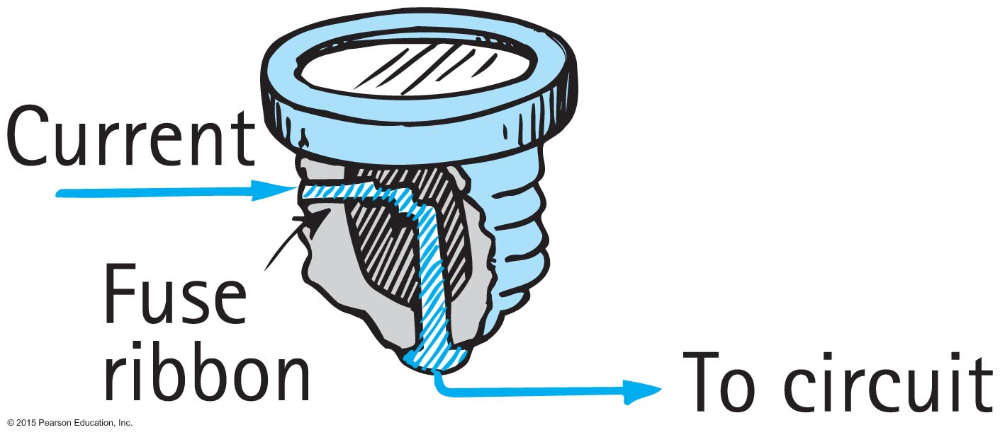 Current
Fuse
ribbon
To circuit
© 2015 Pearson Education, Inc.